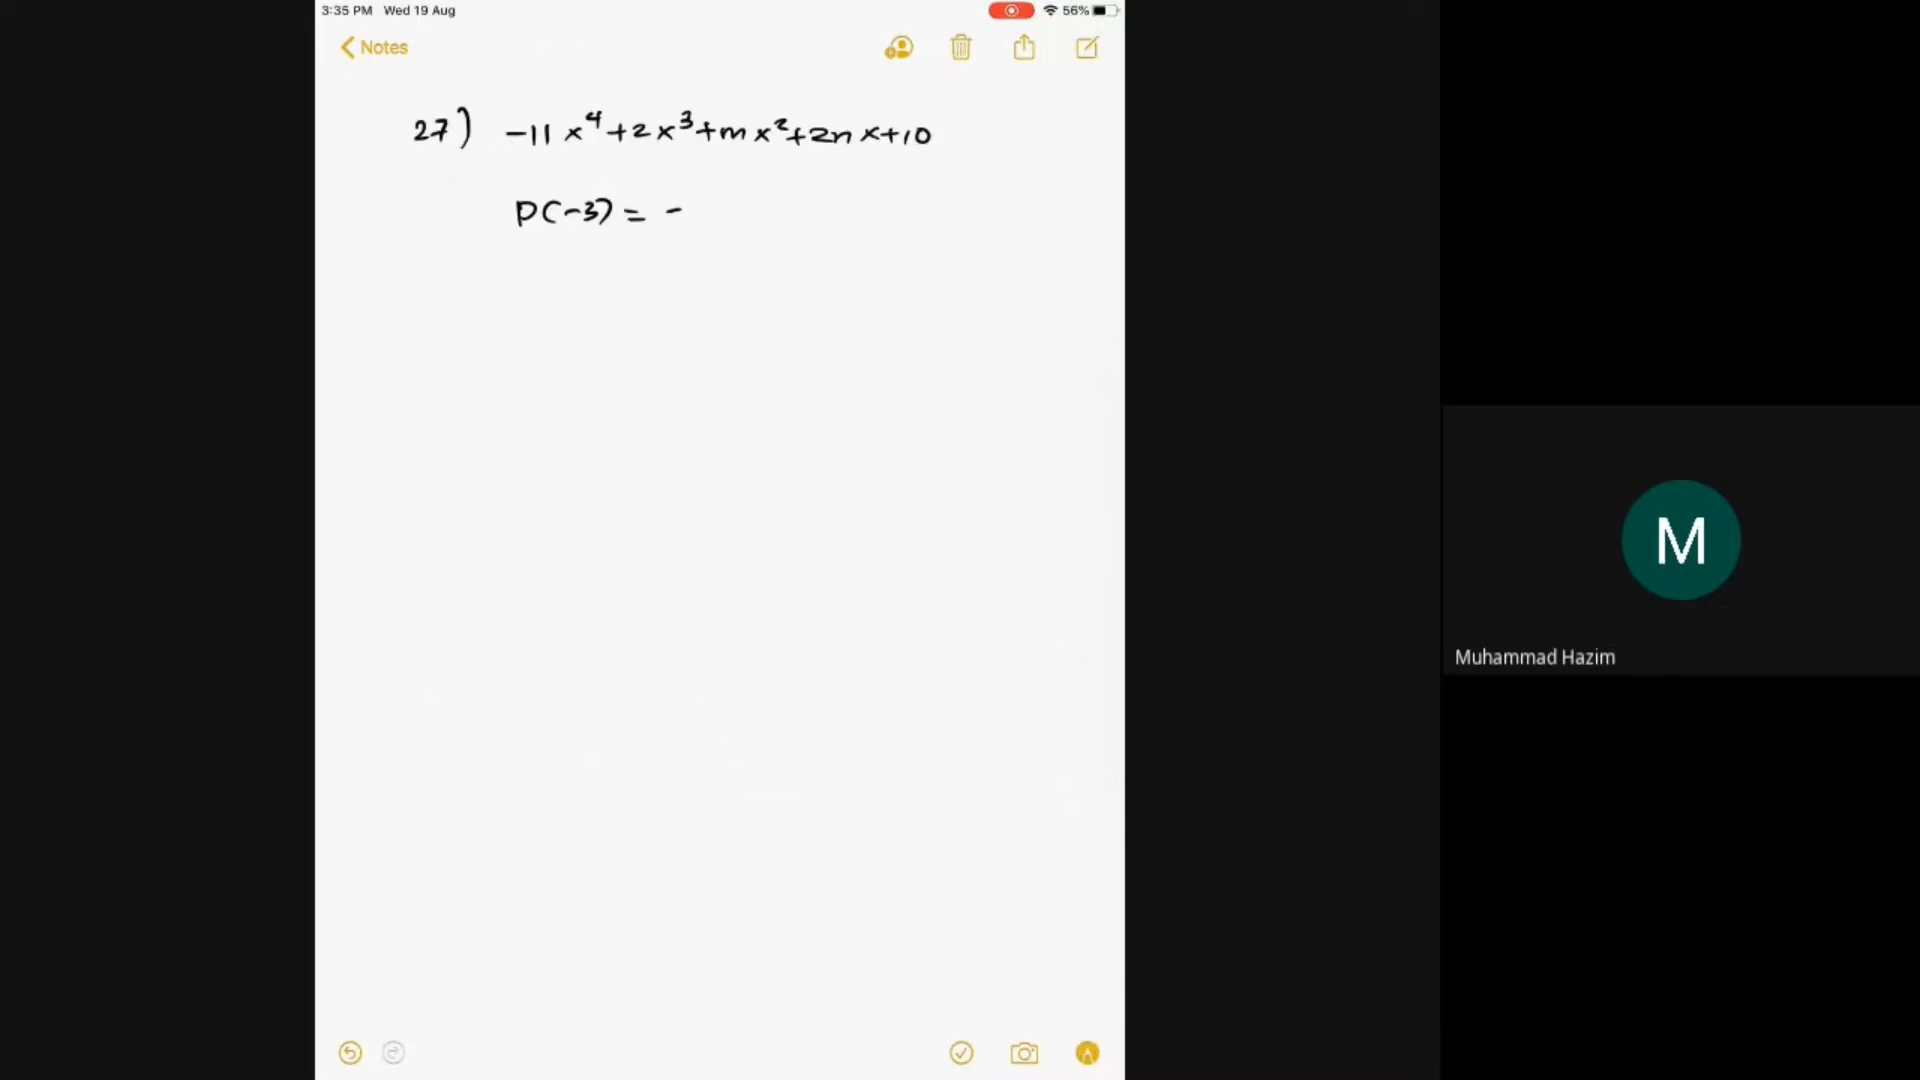 3:35 PM Wed 19 Aug
56%
Notes
27) -11x⁴+2x³+mx²+2nx+10
P(-3) = -
M
Muhammad Hazim